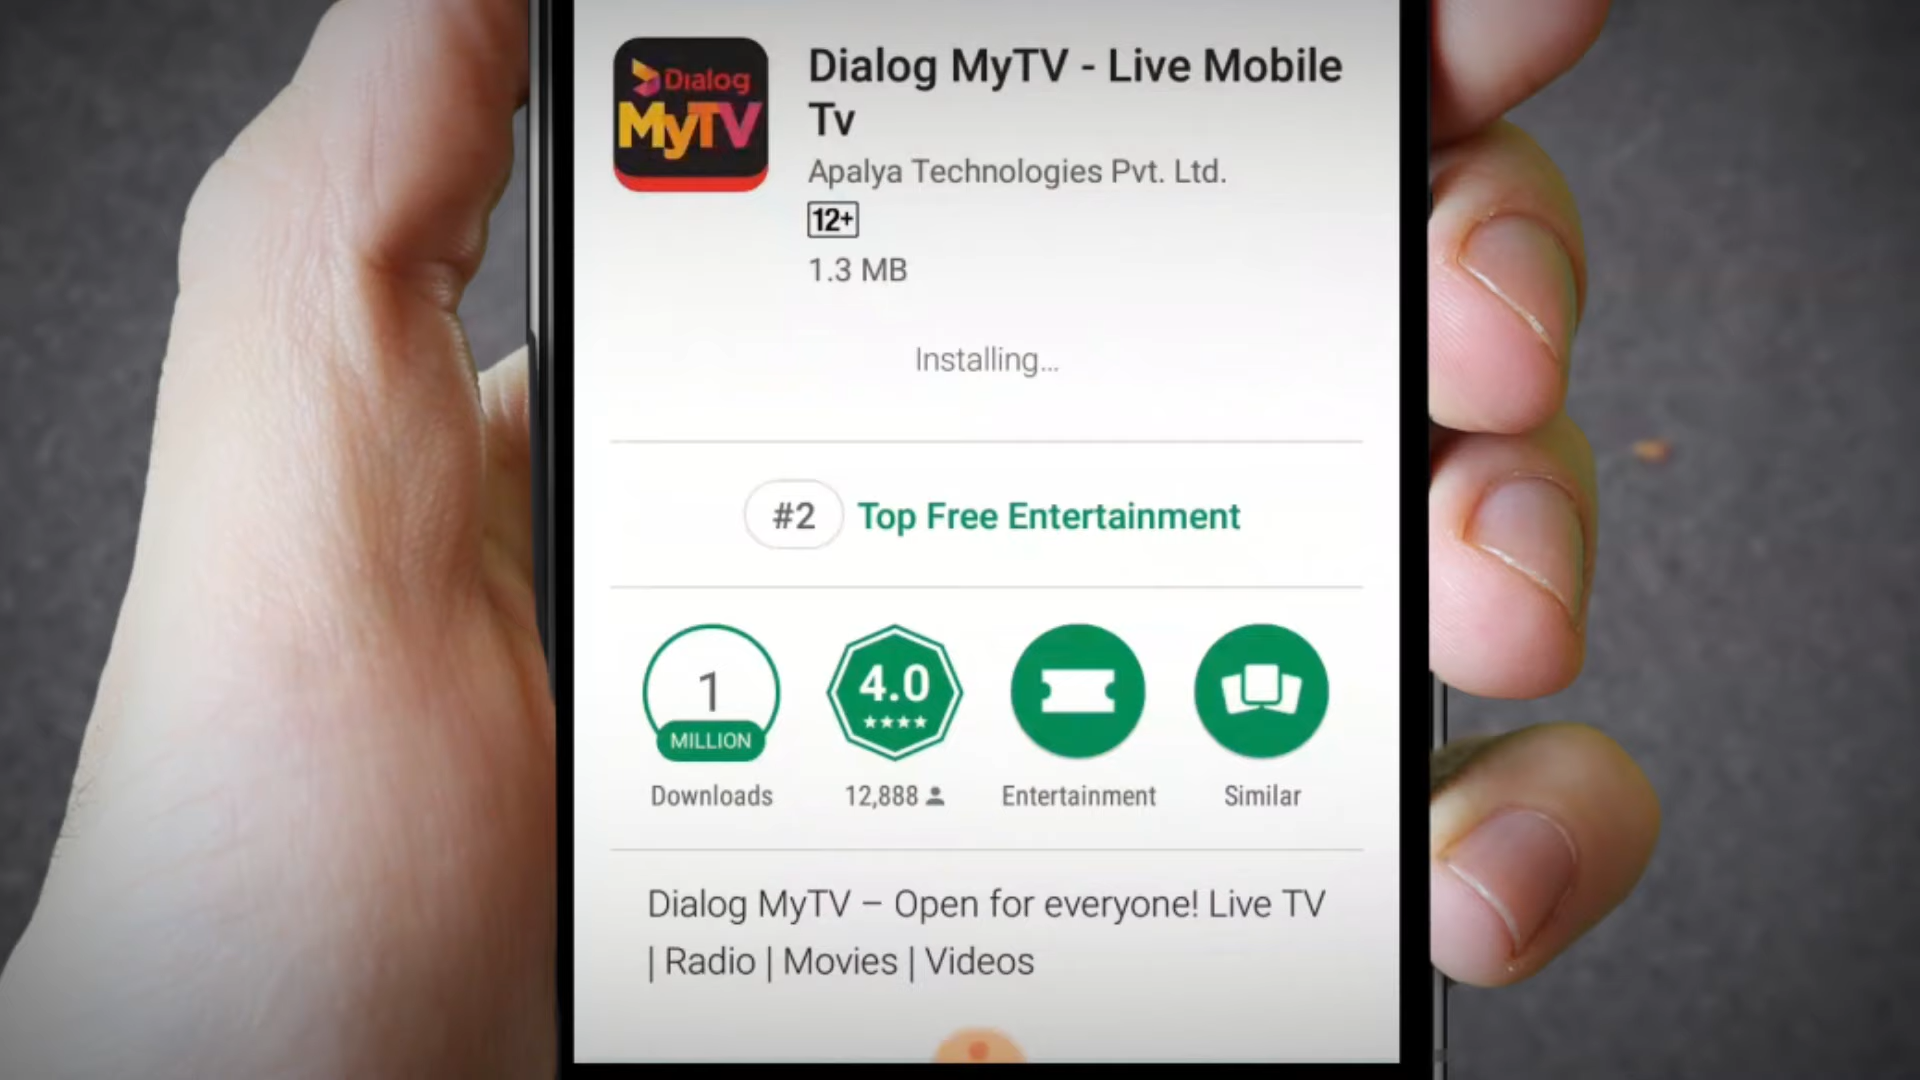 Dialog
MyTV
Dialog MyTV - Live Mobile
Tv
Apalya Technologies Pvt. Ltd.
12+
1.3 MB
Installing...
#2 Top Free Entertainment
1
MILLION
4.0
Downloads 12,888 Entertainment Similar
Dialog MyTV – Open for everyone! Live TV
| Radio | Movies | Videos